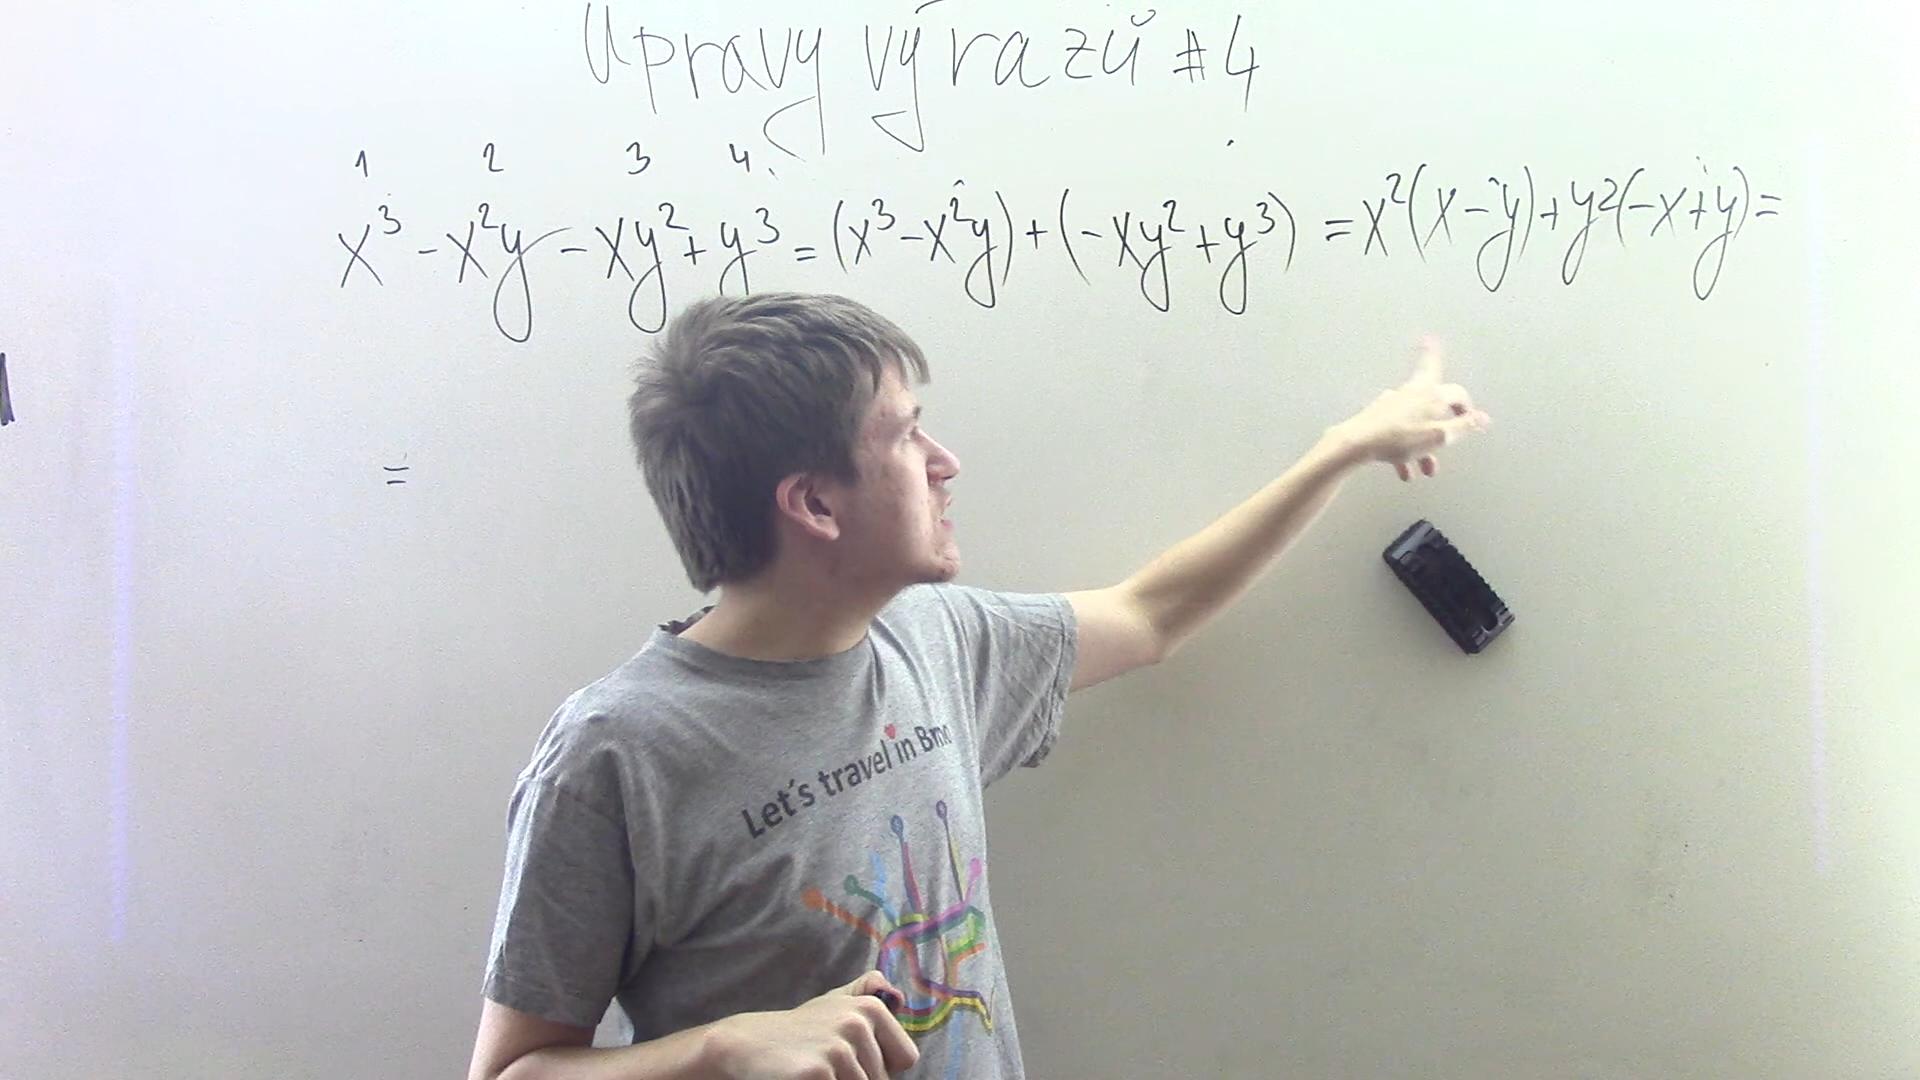 Úpravy výrazů #4
1 2 3 4
x³ - x²y - xy² + y³ = (x³ - x²y) + (-xy² + y³) = x²(x - y) + y²(-x + y) =
=
Let's travel in Brno